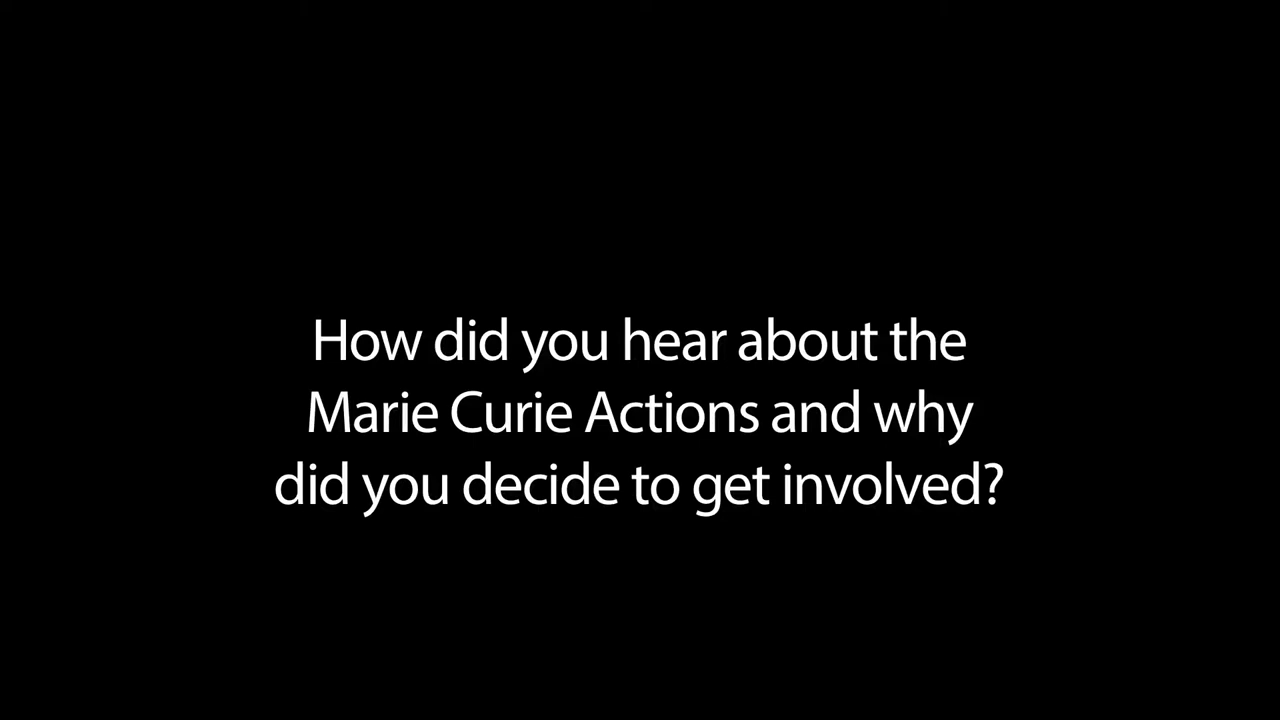 How did you hear about the
Marie Curie Actions and why
did you decide to get involved?